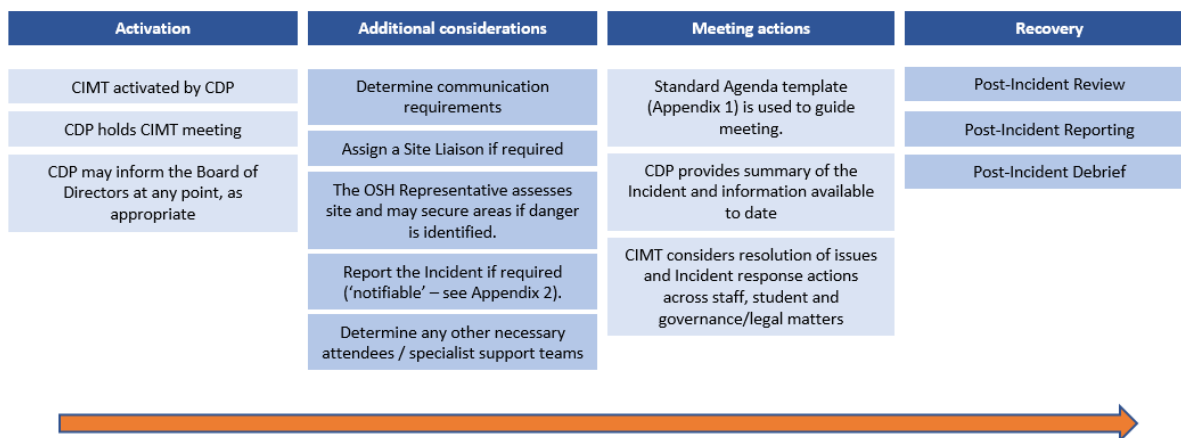 Activation
CIMT activated by CDP
CDP holds CIMT meeting
CDP may inform the Board of
Directors at any point, as
appropriate
Additional considerations
Determine communication
requirements
Assign a Site Liaison if required
The OSH Representative assesses
site and may secure areas if danger
is identified.
Report the Incident if required
(‘notifiable’ – see Appendix 2).
Determine any other necessary
attendees / specialist support teams
Meeting actions
Standard Agenda template
(Appendix 1) is used to guide
meeting.
CDP provides summary of the
Incident and information available
to date
CIMT considers resolution of issues
and Incident response actions
across staff, student and
governance/legal matters
Recovery
Post-Incident Review
Post-Incident Reporting
Post-Incident Debrief